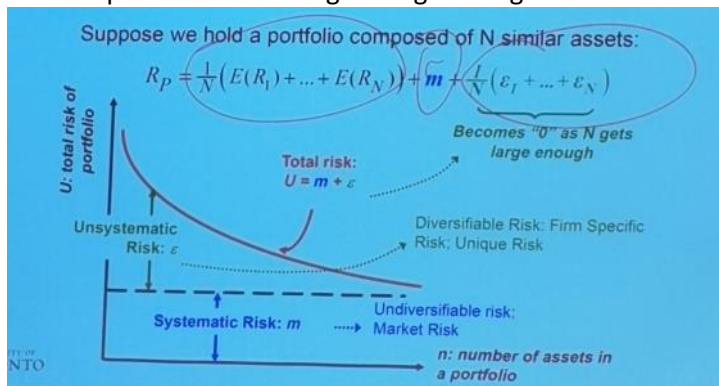 Suppose we hold a portfolio composed of N similar assets:
R_P = 1/N (E(R_1) + ... + E(R_N)) + m + 1/N (ε_I + ... + ε_N)
Becomes "0" as N gets
large enough
U: total risk of
portfolio
Total risk:
U = m + ε
Unsystematic
Risk: ε
Diversifiable Risk: Firm Specific
Risk; Unique Risk
Systematic Risk: m
Undiversifiable risk;
Market Risk
n: number of assets in
a portfolio
NTO